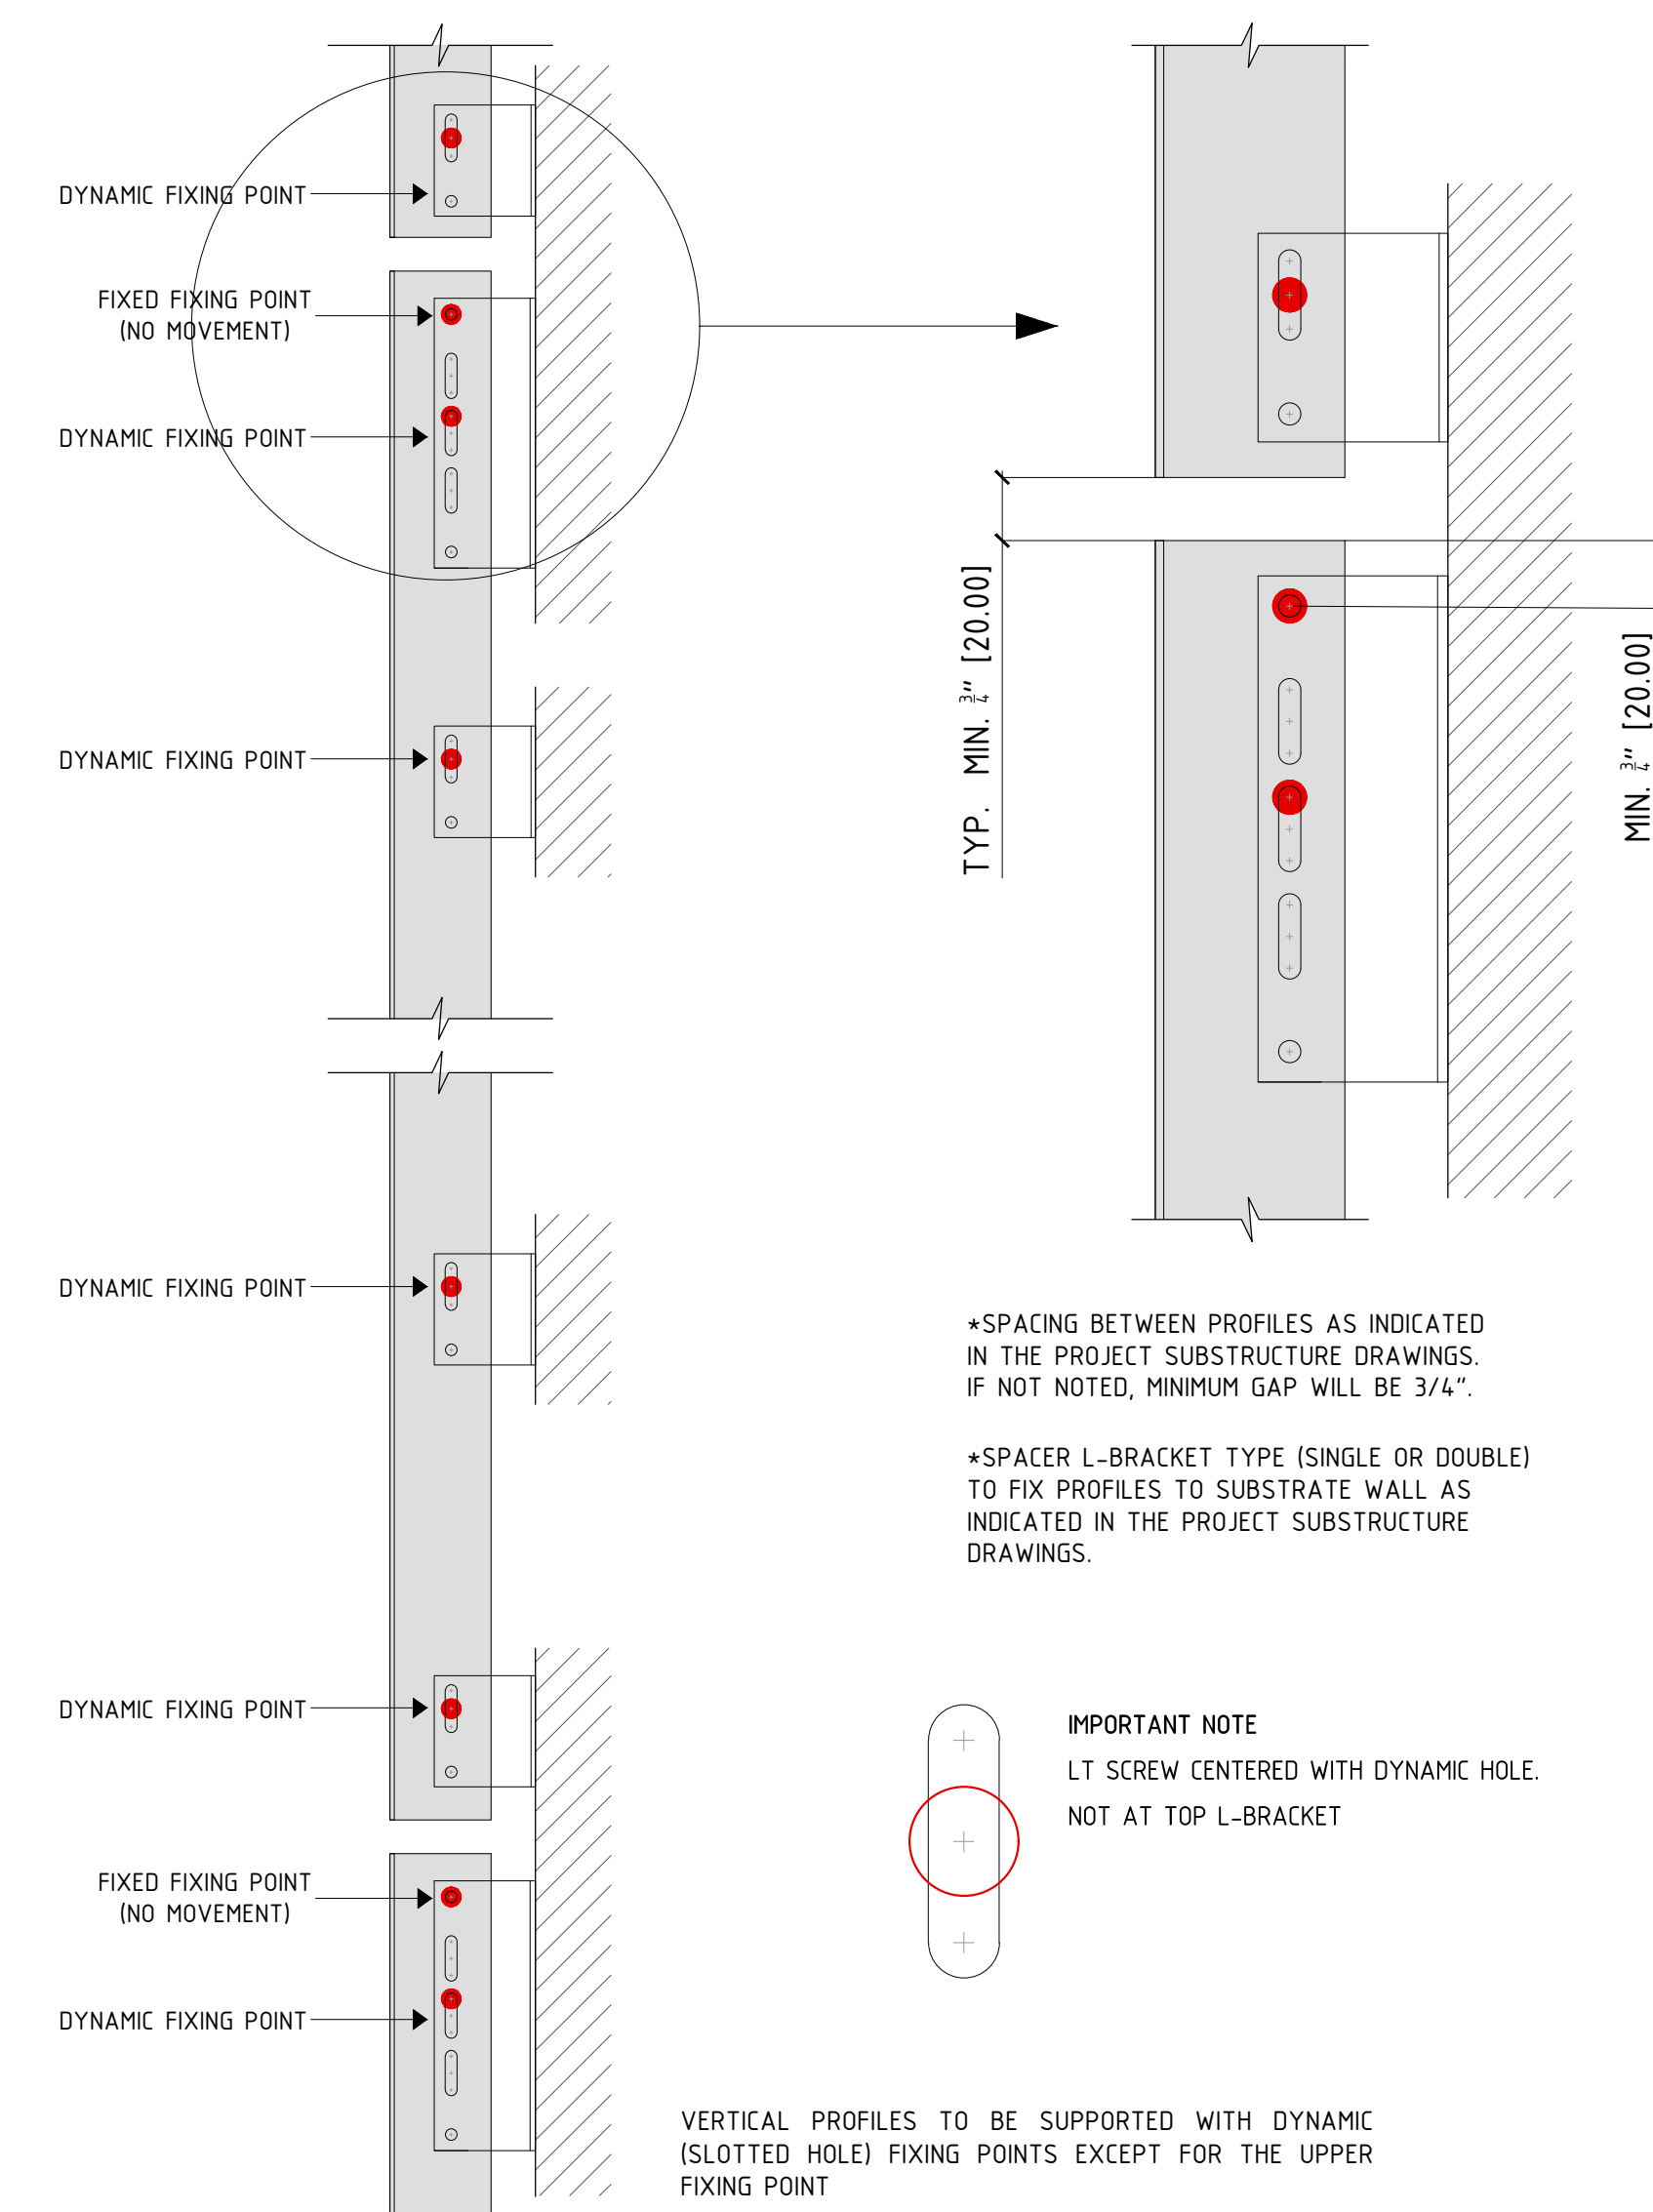 DYNAMIC FIXING POINT
FIXED FIXING POINT
(NO MOVEMENT)
DYNAMIC FIXING POINT
DYNAMIC FIXING POINT
DYNAMIC FIXING POINT
DYNAMIC FIXING POINT
FIXED FIXING POINT
(NO MOVEMENT)
DYNAMIC FIXING POINT
TYP. MIN. ¾" [20.00]
MIN. ¾" [20.00]
*SPACING BETWEEN PROFILES AS INDICATED
IN THE PROJECT SUBSTRUCTURE DRAWINGS.
IF NOT NOTED, MINIMUM GAP WILL BE 3/4".
*SPACER L-BRACKET TYPE (SINGLE OR DOUBLE)
TO FIX PROFILES TO SUBSTRATE WALL AS
INDICATED IN THE PROJECT SUBSTRUCTURE
DRAWINGS.
IMPORTANT NOTE
LT SCREW CENTERED WITH DYNAMIC HOLE.
NOT AT TOP L-BRACKET
VERTICAL PROFILES TO BE SUPPORTED WITH DYNAMIC
(SLOTTED HOLE) FIXING POINTS EXCEPT FOR THE UPPER
FIXING POINT